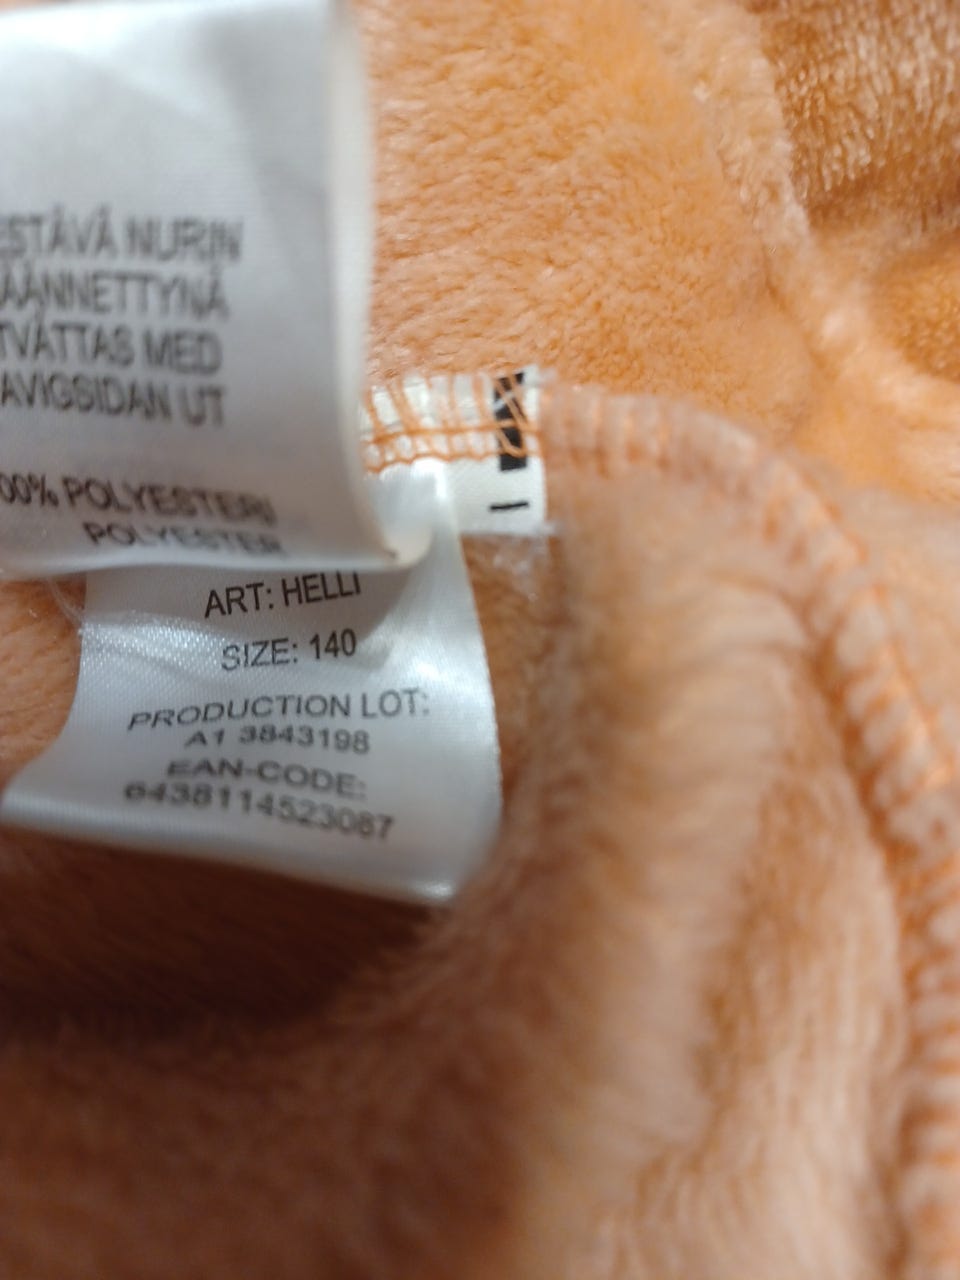 ESTÄVÄ NURIN
ÄÄNNETTYNÄ
TVÄTTAS MED
AVIGSIDAN UT
00% POLYESTERI
POLYESTER
ART: HELLI
SIZE: 140
PRODUCTION LOT:
A1 3843198
EAN-CODE:
6438114523087